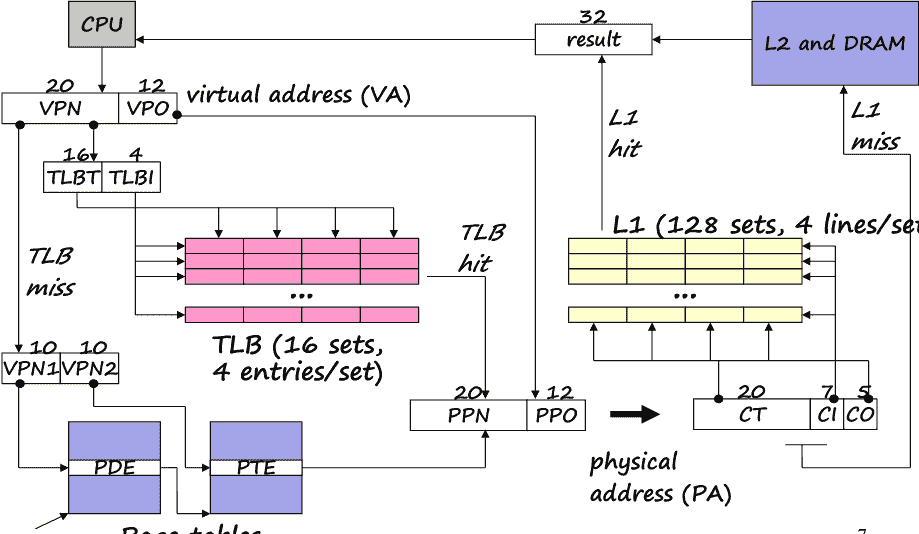 CPU
32
result
L2 and DRAM
20 12
VPN VPO
virtual address (VA)
L1
hit
L1
miss
16 4
TLBT TLBI
L1 (128 sets, 4 lines/set
TLB
hit
TLB
miss
...
...
TLB (16 sets,
4 entries/set)
10 10
VPN1 VPN2
20 12
PPN PPO
20 7 5
CT CI CO
PDE
PTE
physical
address (PA)
7